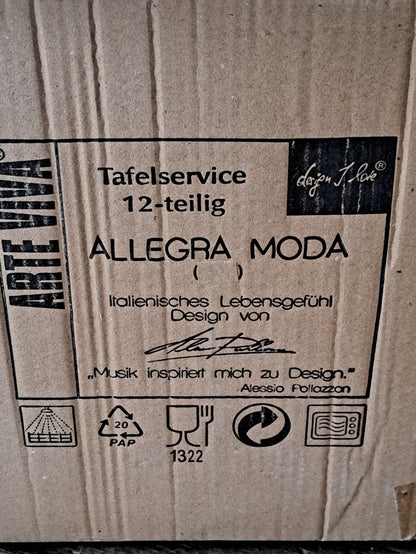 ARTE VIVA
Tafelservice
12-teilig
design I love®
ALLEGRA MODA
( )
Italienisches Lebensgefühl
Design von
„Musik inspiriert mich zu Design."
Alessio Pollazzon
20
PAP
1322